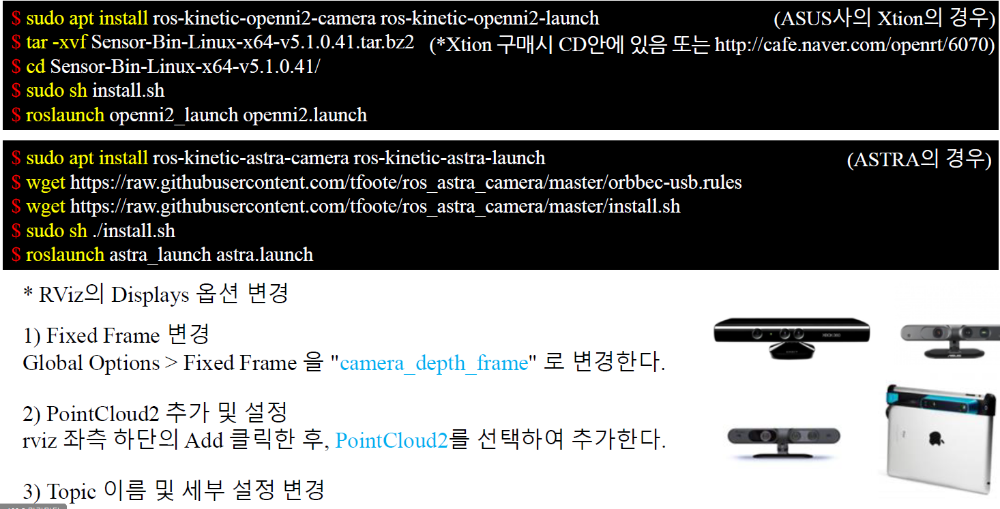 $ sudo apt install ros-kinetic-openni2-camera ros-kinetic-openni2-launch (ASUS사의 Xtion의 경우)
$ tar -xvf Sensor-Bin-Linux-x64-v5.1.0.41.tar.bz2 (*Xtion 구매시 CD안에 있음 또는 http://cafe.naver.com/openrt/6070)
$ cd Sensor-Bin-Linux-x64-v5.1.0.41/
$ sudo sh install.sh
$ roslaunch openni2_launch openni2.launch
$ sudo apt install ros-kinetic-astra-camera ros-kinetic-astra-launch (ASTRA의 경우)
$ wget https://raw.githubusercontent.com/tfoote/ros_astra_camera/master/orbbec-usb.rules
$ wget https://raw.githubusercontent.com/tfoote/ros_astra_camera/master/install.sh
$ sudo sh ./install.sh
$ roslaunch astra_launch astra.launch
* RViz의 Displays 옵션 변경
1) Fixed Frame 변경
Global Options > Fixed Frame 을 "camera_depth_frame" 로 변경한다.
2) PointCloud2 추가 및 설정
rviz 좌측 하단의 Add 클릭한 후, PointCloud2를 선택하여 추가한다.
3) Topic 이름 및 세부 설정 변경
XBOX 360
ASUS